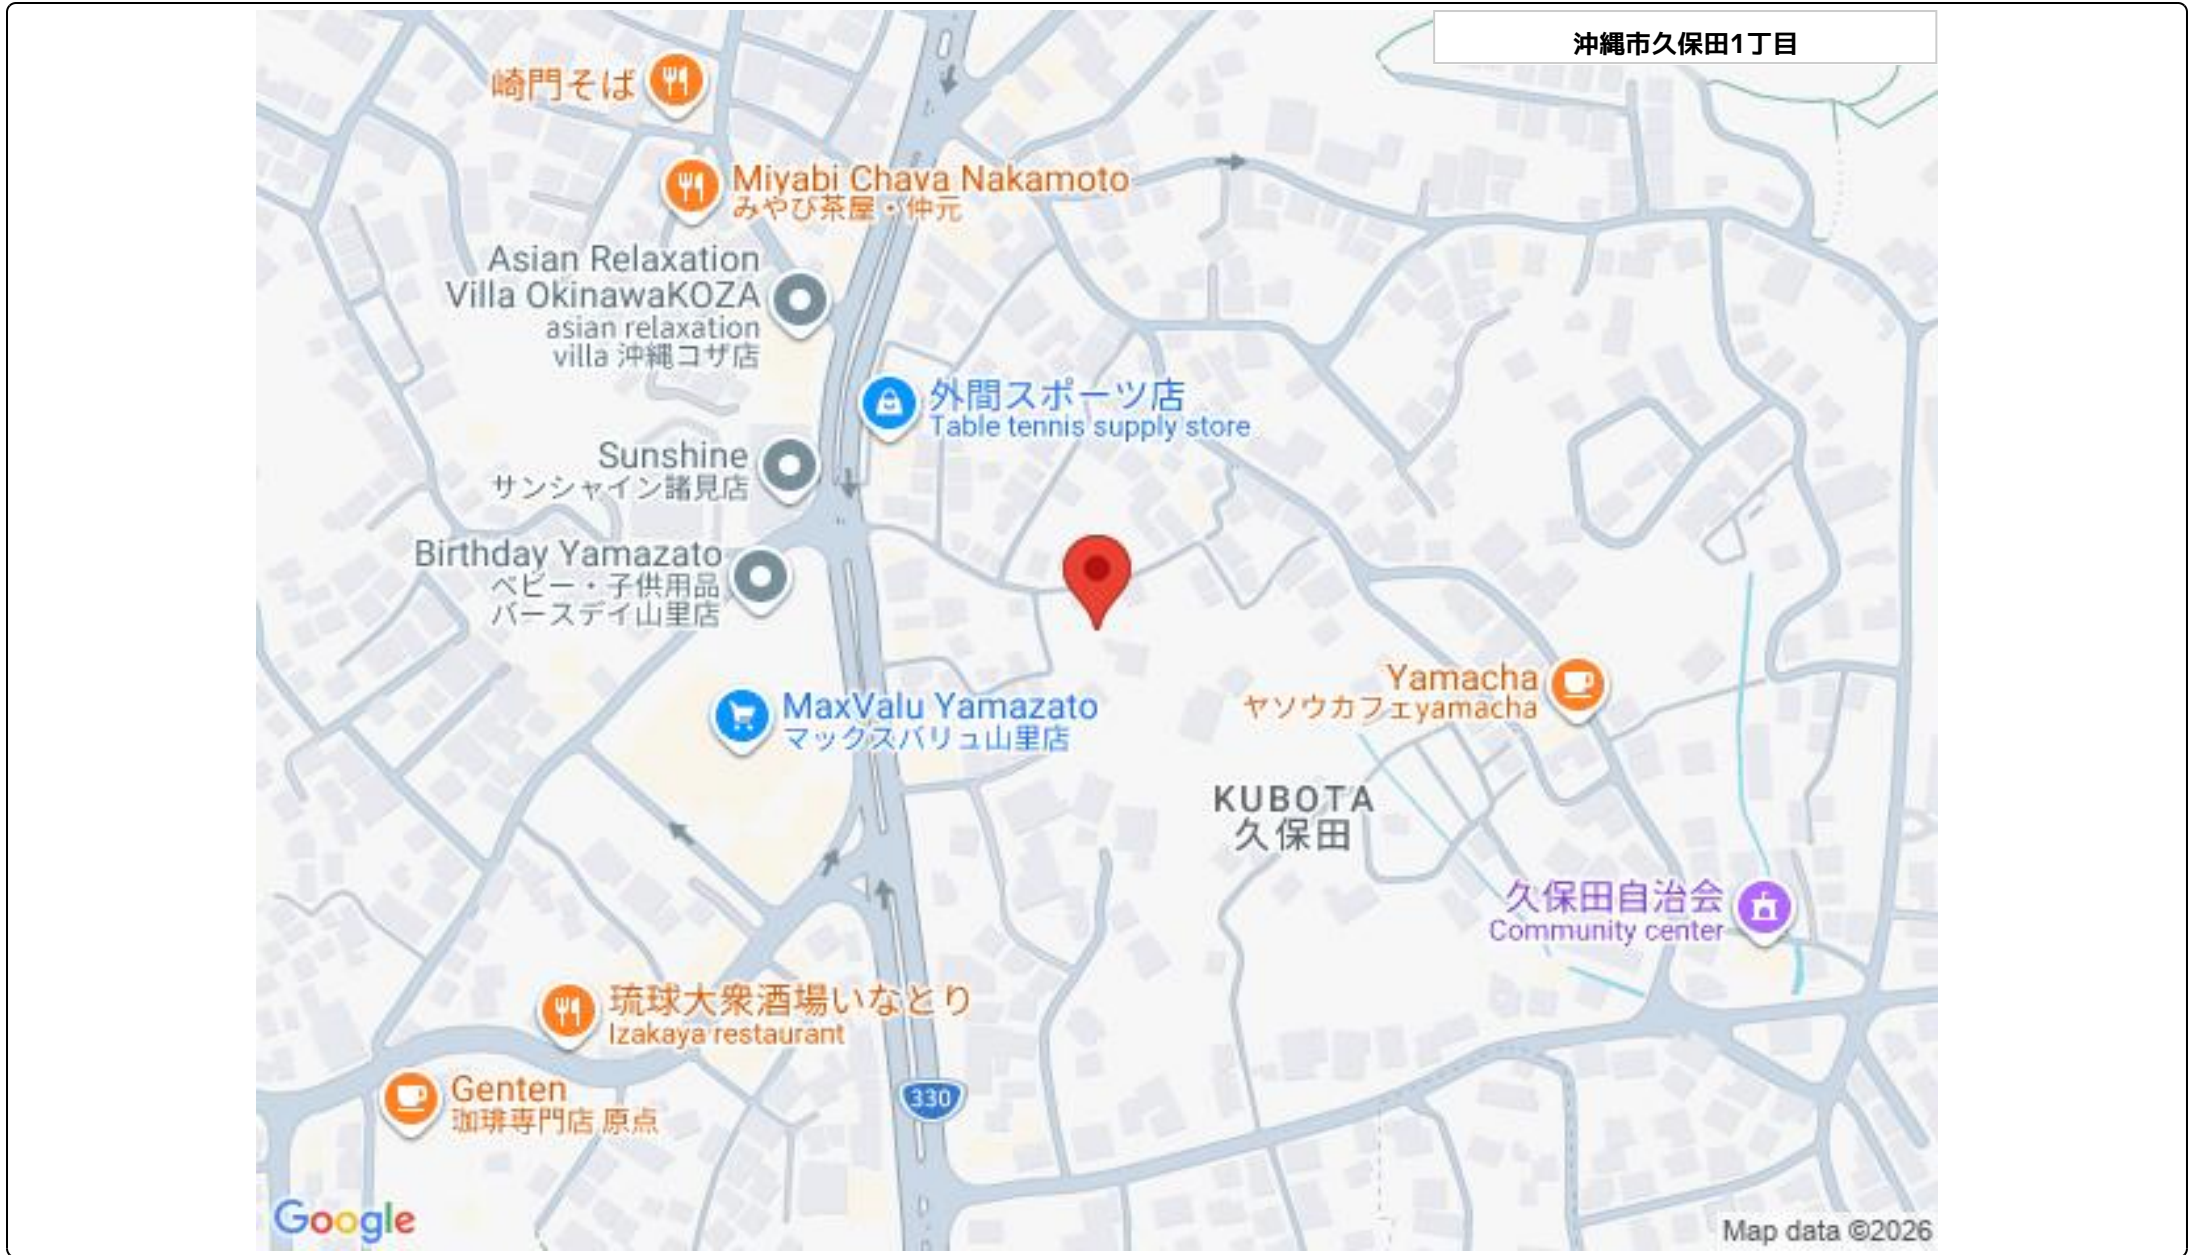 沖縄市久保田1丁目
崎門そば
Miyabi Chaya Nakamoto
みやび茶屋・仲元
Asian Relaxation
Villa OkinawaKOZA
asian relaxation
villa 沖縄コザ店
外間スポーツ店
Table tennis supply store
Sunshine
サンシャイン諸見店
Birthday Yamazato
ベビー・子供用品
バースデイ山里店
Yamacha
ヤソウカフェyamacha
MaxValu Yamazato
マックスバリュ山里店
KUBOTA
久保田
久保田自治会
Community center
琉球大衆酒場いなとり
Izakaya restaurant
Genten
珈琲専門店 原点
330
Google
Map data ©2026